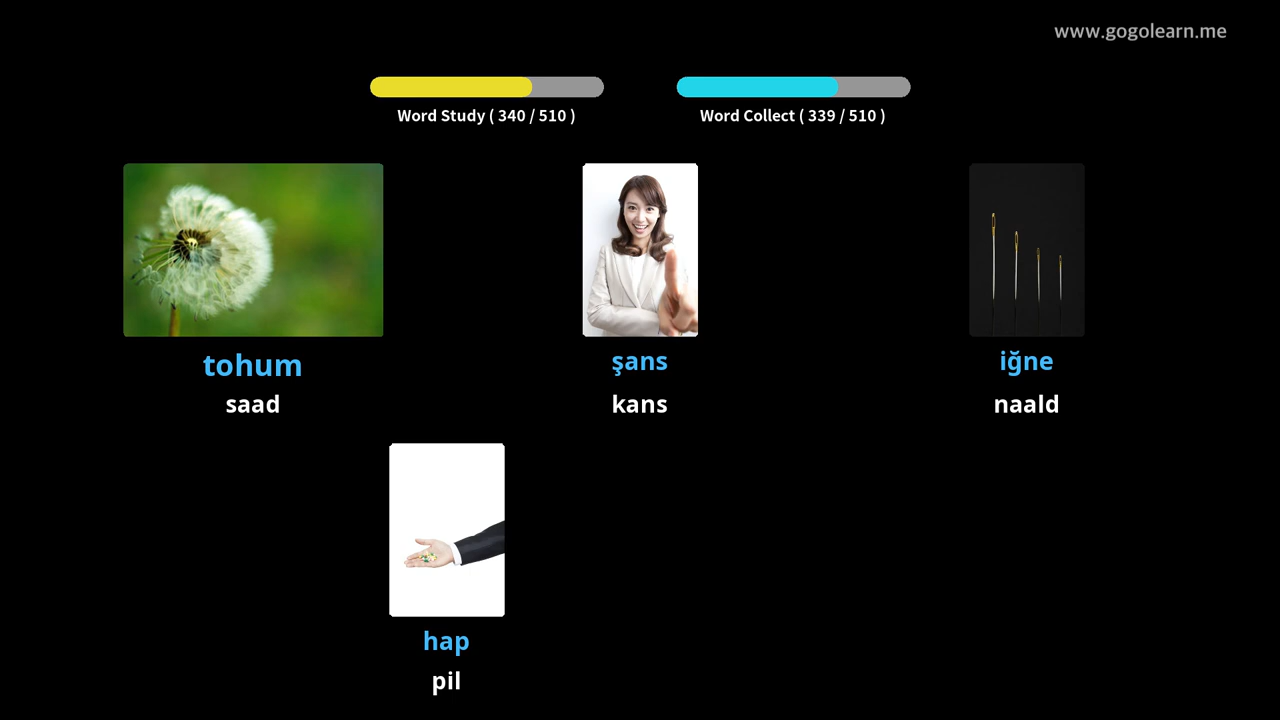 www.gogolearn.me
Word Study ( 340 / 510 )
Word Collect ( 339 / 510 )
tohum
saad
şans
kans
iğne
naald
hap
pil